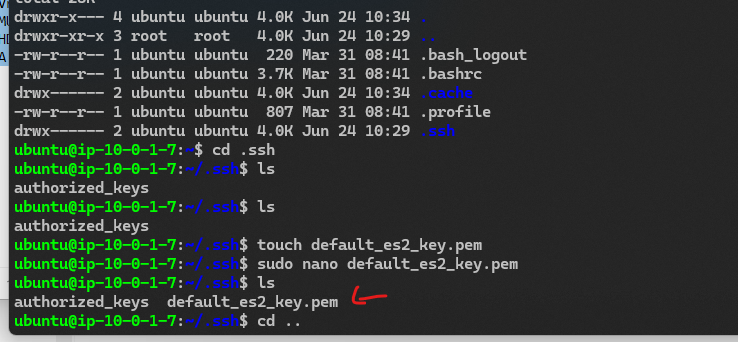 drwxr-x--- 4 ubuntu ubuntu 4.0K Jun 24 10:34 .
drwxr-xr-x 3 root   root   4.0K Jun 24 10:29 ..
-rw-r--r-- 1 ubuntu ubuntu  220 Mar 31 08:41 .bash_logout
-rw-r--r-- 1 ubuntu ubuntu 3.7K Mar 31 08:41 .bashrc
drwx------ 2 ubuntu ubuntu 4.0K Jun 24 10:34 .cache
-rw-r--r-- 1 ubuntu ubuntu  807 Mar 31 08:41 .profile
drwx------ 2 ubuntu ubuntu 4.0K Jun 24 10:29 .ssh
ubuntu@ip-10-0-1-7:~$ cd .ssh
ubuntu@ip-10-0-1-7:~/.ssh$ ls
authorized_keys
ubuntu@ip-10-0-1-7:~/.ssh$ ls
authorized_keys
ubuntu@ip-10-0-1-7:~/.ssh$ touch default_es2_key.pem
ubuntu@ip-10-0-1-7:~/.ssh$ sudo nano default_es2_key.pem
ubuntu@ip-10-0-1-7:~/.ssh$ ls
authorized_keys  default_es2_key.pem
ubuntu@ip-10-0-1-7:~/.ssh$ cd ..